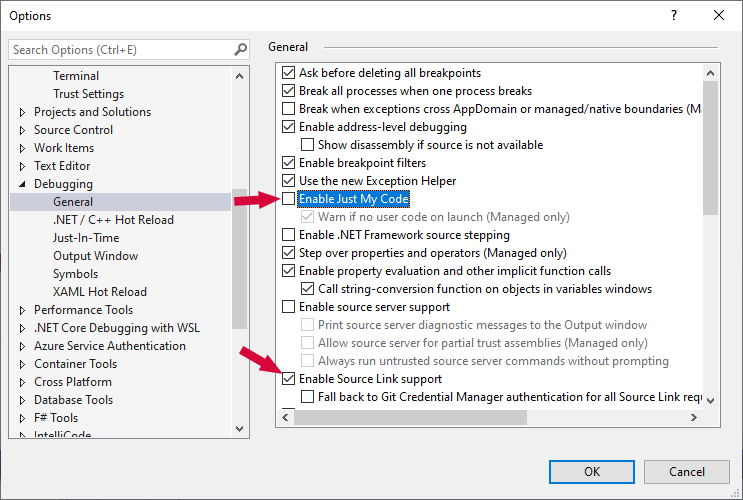 Options
Search Options (Ctrl+E)
Terminal
Trust Settings
Projects and Solutions
Source Control
Work Items
Text Editor
Debugging
General
.NET / C++ Hot Reload
Just-In-Time
Output Window
Symbols
XAML Hot Reload
Performance Tools
.NET Core Debugging with WSL
Azure Service Authentication
Container Tools
Cross Platform
Database Tools
F# Tools
IntelliCode
General
Ask before deleting all breakpoints
Break all processes when one process breaks
Break when exceptions cross AppDomain or managed/native boundaries (M
Enable address-level debugging
Show disassembly if source is not available
Enable breakpoint filters
Use the new Exception Helper
Enable Just My Code
Warn if no user code on launch (Managed only)
Enable .NET Framework source stepping
Step over properties and operators (Managed only)
Enable property evaluation and other implicit function calls
Call string-conversion function on objects in variables windows
Enable source server support
Print source server diagnostic messages to the Output window
Allow source server for partial trust assemblies (Managed only)
Always run untrusted source server commands without prompting
Enable Source Link support
Fall back to Git Credential Manager authentication for all Source Link requ
OK
Cancel